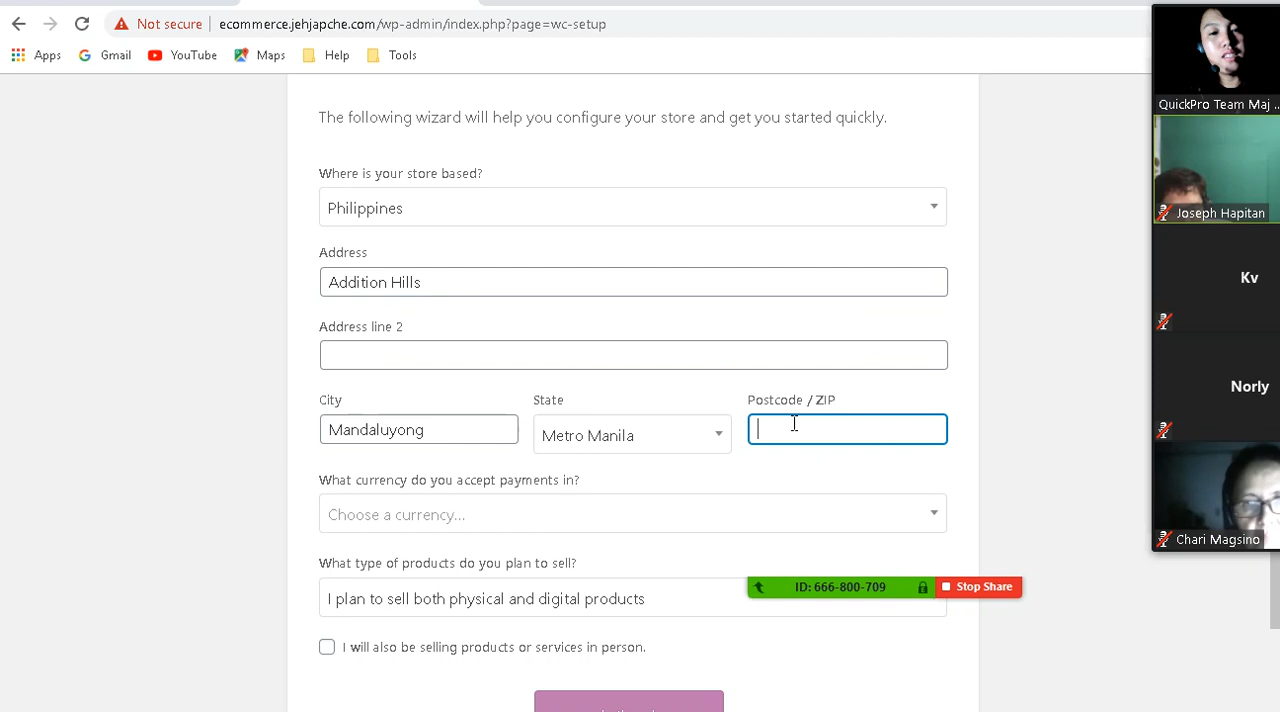 Not secure | ecommerce.jehjapche.com/wp-admin/index.php?page=wc-setup
Apps Gmail YouTube Maps Help Tools
The following wizard will help you configure your store and get you started quickly.
Where is your store based?
Philippines
Address
Addition Hills
Address line 2
City State Postcode / ZIP
Mandaluyong Metro Manila
What currency do you accept payments in?
Choose a currency...
What type of products do you plan to sell?
I plan to sell both physical and digital products
ID: 666-800-709 Stop Share
I will also be selling products or services in person.
QuickPro Team Maj ...
Joseph Hapitan
Kv
Norly
Chari Magsino